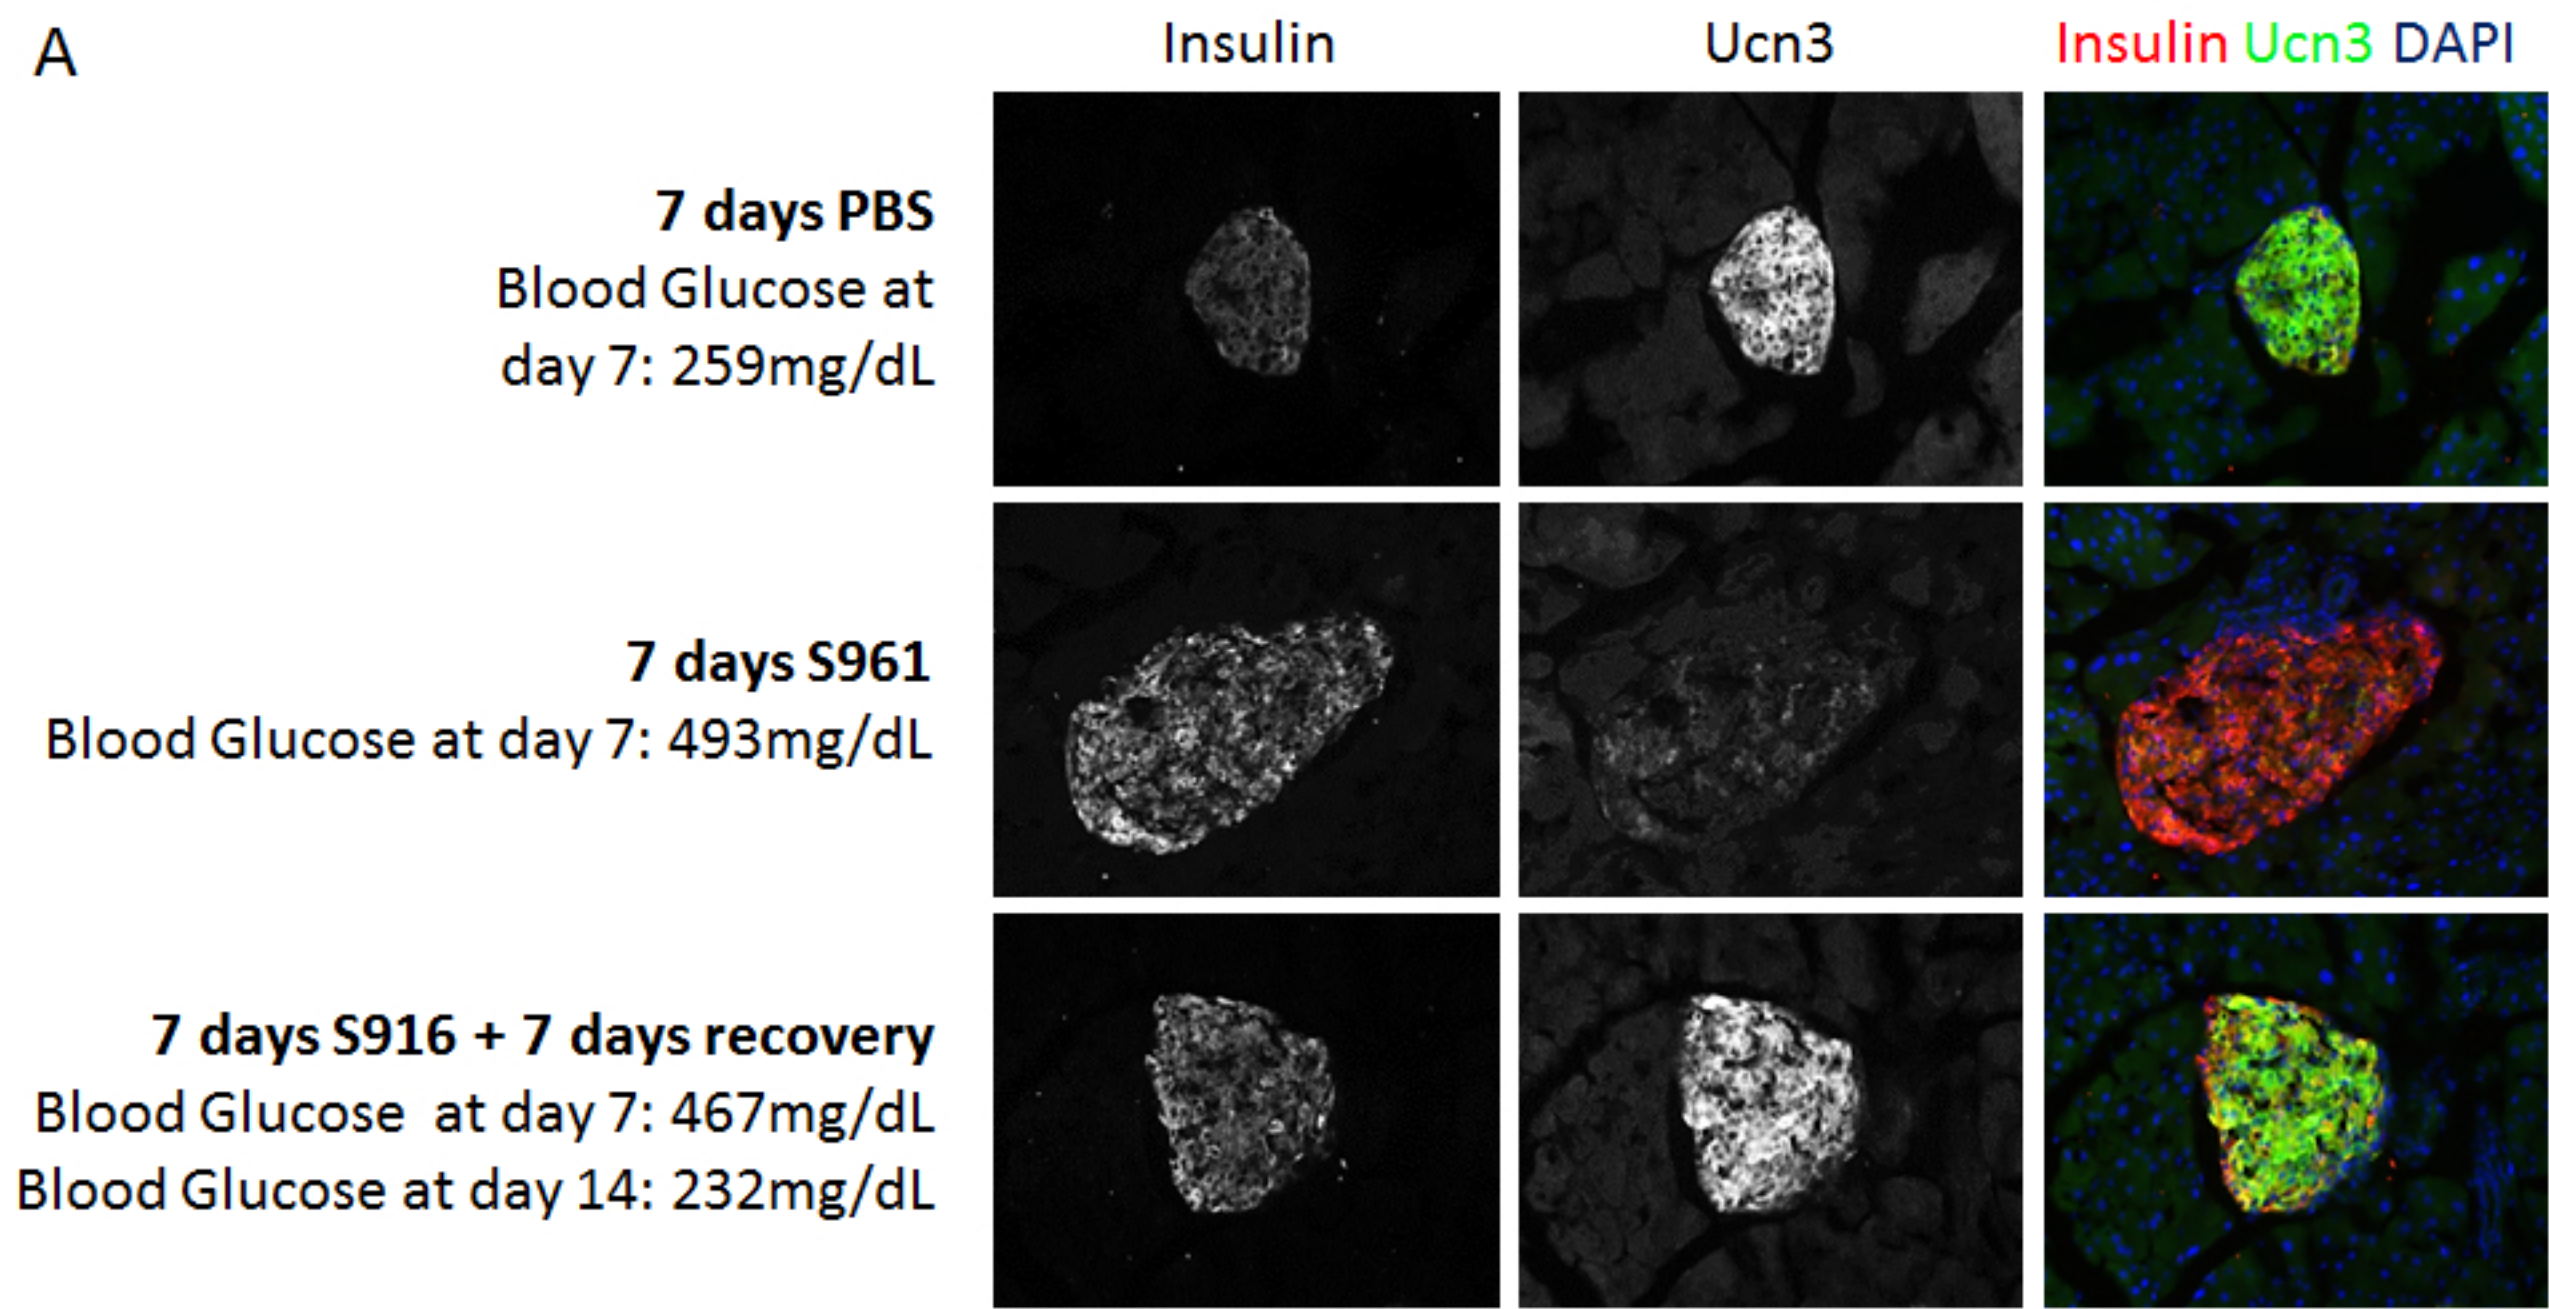 A
Insulin
Ucn3
Insulin Ucn3 DAPI
7 days PBS
Blood Glucose at
day 7: 259mg/dL
7 days S961
Blood Glucose at day 7: 493mg/dL
7 days S916 + 7 days recovery
Blood Glucose at day 7: 467mg/dL
Blood Glucose at day 14: 232mg/dL